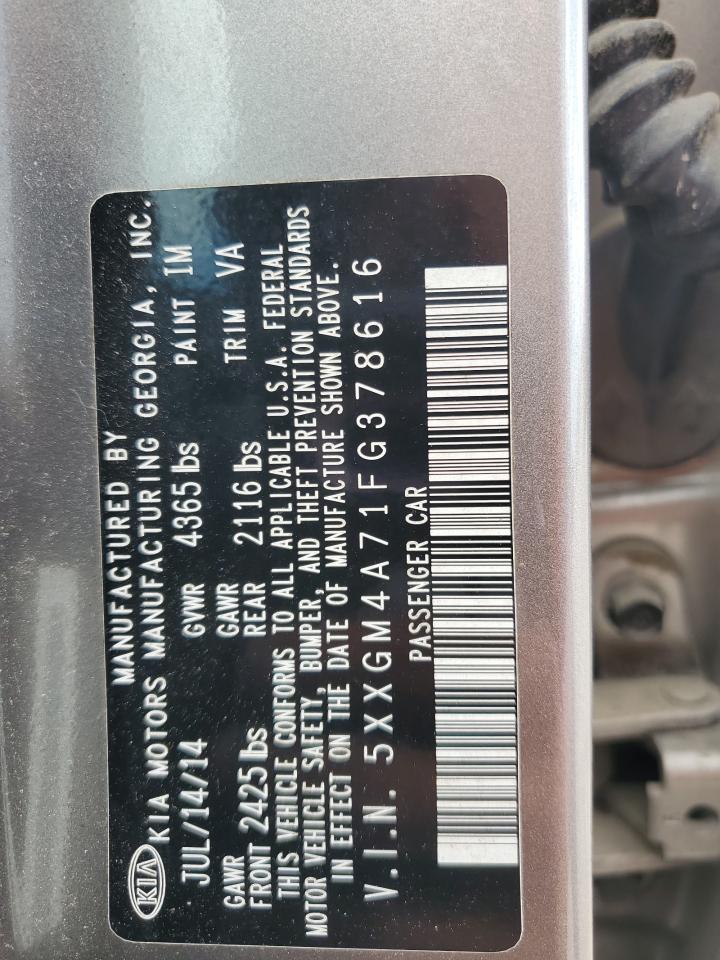 MANUFACTURED BY
KIA KIA MOTORS MANUFACTURING GEORGIA, INC.
JUL/14/14 GVWR 4365 lbs PAINT IM
GAWR GAWR
FRONT 2425 lbs REAR 2116 lbs TRIM VA
THIS VEHICLE CONFORMS TO ALL APPLICABLE U.S.A. FEDERAL
MOTOR VEHICLE SAFETY, BUMPER, AND THEFT PREVENTION STANDARDS
IN EFFECT ON THE DATE OF MANUFACTURE SHOWN ABOVE.
V.I.N. 5XXGM4A71FG378616
PASSENGER CAR